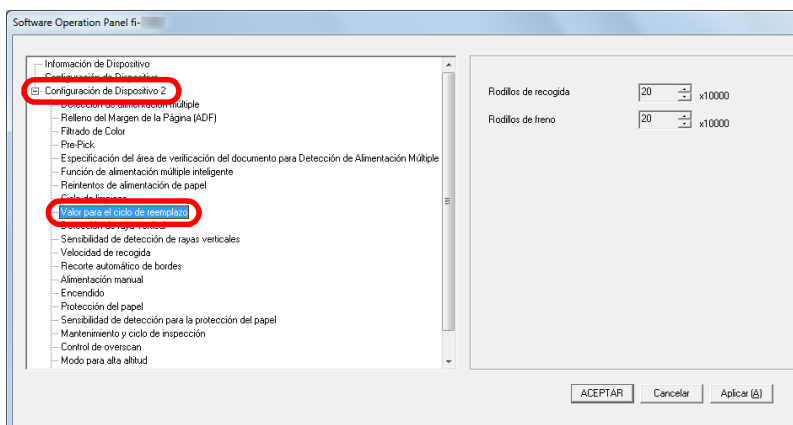 Software Operation Panel fi-
Información de Dispositivo
Configuración de Dispositivo
Configuración de Dispositivo 2
Detección de alimentación múltiple
Relleno del Margen de la Página (ADF)
Filtrado de Color
Pre-Pick
Especificación del área de verificación del documento para Detección de Alimentación Múltiple
Función de alimentación múltiple inteligente
Reintentos de alimentación de papel
Ciclo de limpieza
Valor para el ciclo de reemplazo
Detección de raya vertical
Sensibilidad de detección de rayas verticales
Velocidad de recogida
Recorte automático de bordes
Alimentación manual
Encendido
Protección del papel
Sensibilidad de detección para la protección del papel
Mantenimiento y ciclo de inspección
Control de overscan
Modo para alta altitud
Rodillos de recogida 20 x10000
Rodillos de freno 20 x10000
ACEPTAR Cancelar Aplicar (A)